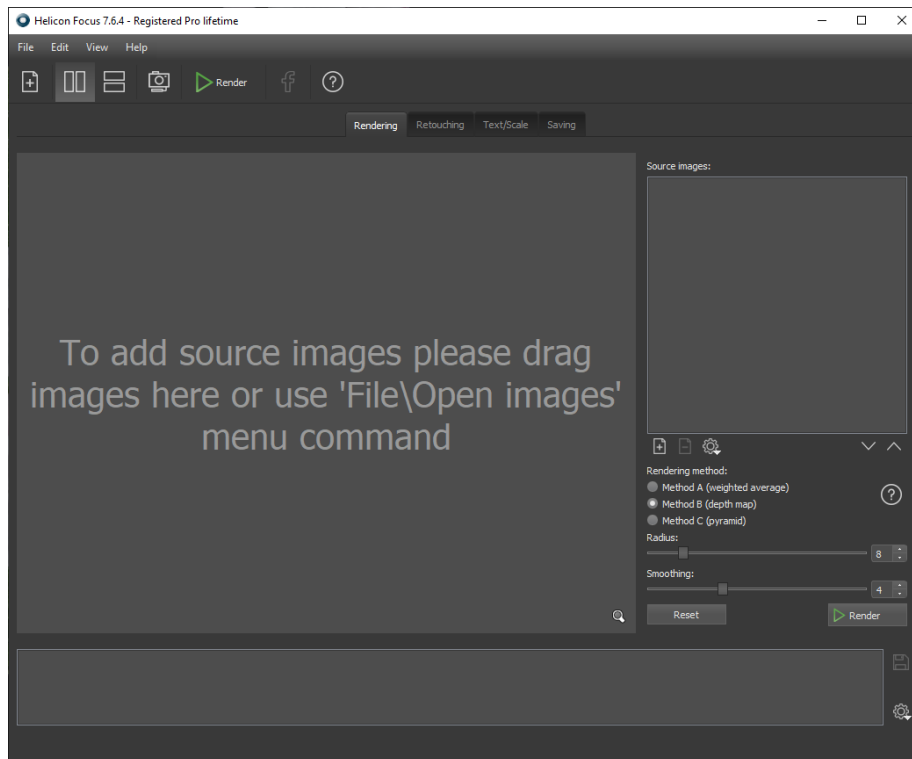 Helicon Focus 7.6.4 - Registered Pro lifetime
File Edit View Help
Render
Rendering Retouching Text/Scale Saving
Source images:
To add source images please drag
images here or use 'File\Open images'
menu command
Rendering method:
Method A (weighted average)
Method B (depth map)
Method C (pyramid)
Radius:
8
Smoothing:
4
Reset Render